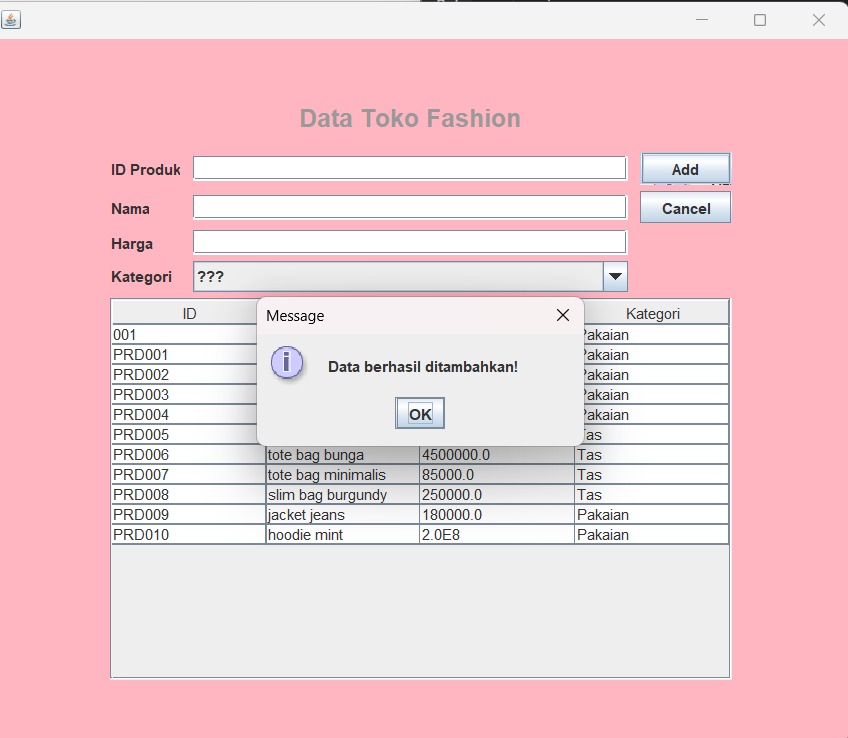 Data Toko Fashion
ID Produk
Add
Nama
Cancel
Harga
Kategori ???
ID Kategori
Message
Data berhasil ditambahkan!
OK
001 Pakaian
PRD001 Pakaian
PRD002 Pakaian
PRD003 Pakaian
PRD004 Pakaian
PRD005 Tas
PRD006 tote bag bunga 4500000.0 Tas
PRD007 tote bag minimalis 85000.0 Tas
PRD008 slim bag burgundy 250000.0 Tas
PRD009 jacket jeans 180000.0 Pakaian
PRD010 hoodie mint 2.0E8 Pakaian